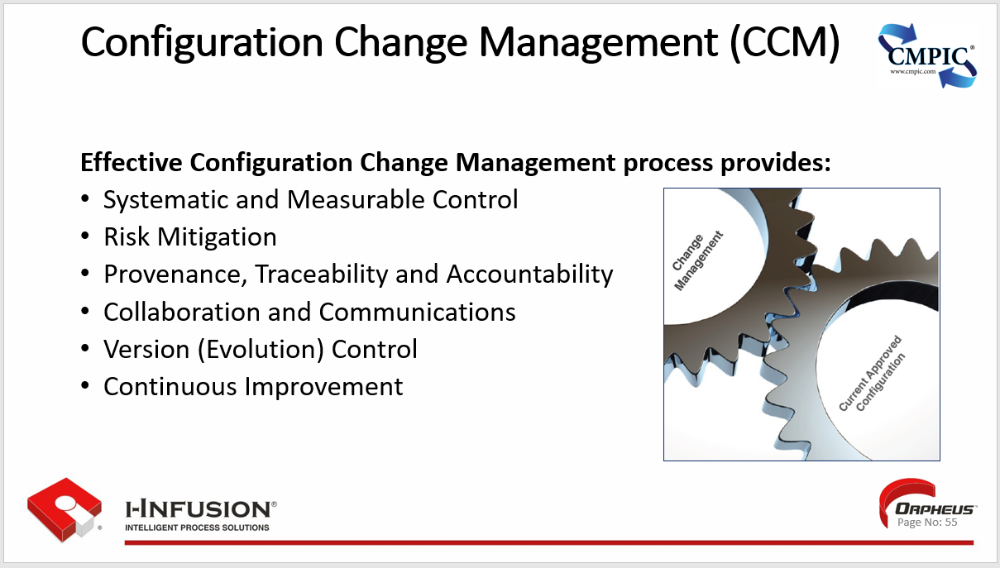 Configuration Change Management (CCM)
CMPIC®
www.cmpic.com
Effective Configuration Change Management process provides:
• Systematic and Measurable Control
• Risk Mitigation
• Provenance, Traceability and Accountability
• Collaboration and Communications
• Version (Evolution) Control
• Continuous Improvement
Change
Management
Current Approved
Configuration
I-INFUSION®
INTELLIGENT PROCESS SOLUTIONS
ORPHEUS™
Page No: 55